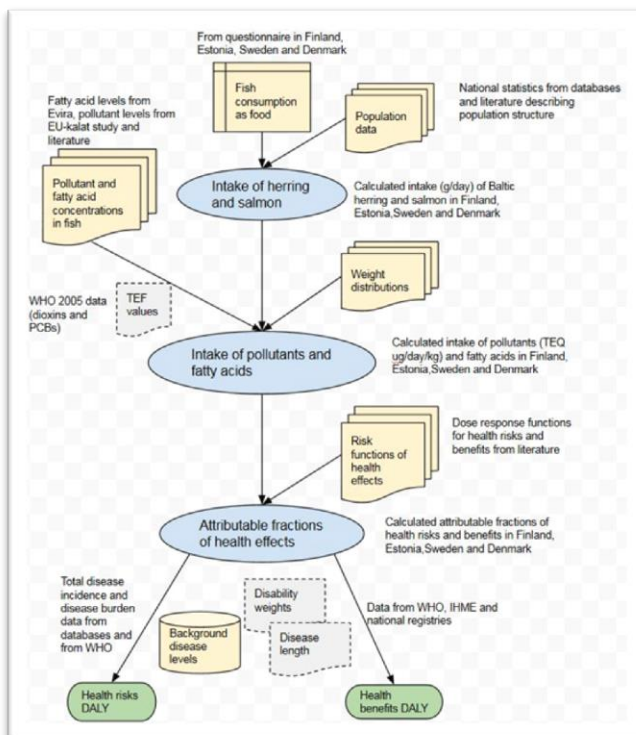 From questionnaire in Finland,
Estonia, Sweden and Denmark
Fish
consumption
as food
National statistics from databases
and literature describing
population structure
Population
data
Fatty acid levels from
Evira, pollutant levels from
EU-kalat study and
literature
Pollutant and
fatty acid
concentrations
in fish
Intake of herring
and salmon
Calculated intake (g/day) of Baltic
herring and salmon in Finland,
Estonia,Sweden and Denmark
Weight
distributions
WHO 2005 data
(dioxins and
PCBs)
TEF
values
Intake of pollutants and
fatty acids
Calculated intake of pollutants (TEQ
ug/day/kg) and fatty acids in Finland,
Estonia,Sweden and Denmark
Risk
functions of
health
effects
Dose response functions
for health risks and
benefits from literature
Attributable fractions
of health effects
Calculated attributable fractions of
health risks and benefits in Finland,
Estonia,Sweden and Denmark
Total disease
incidence and
disease burden
data from
databases and
from WHO
Background
disease
levels
Disability
weights
Disease
length
Data from WHO, IHME and
national registries
Health risks
DALY
Health
benefits DALY